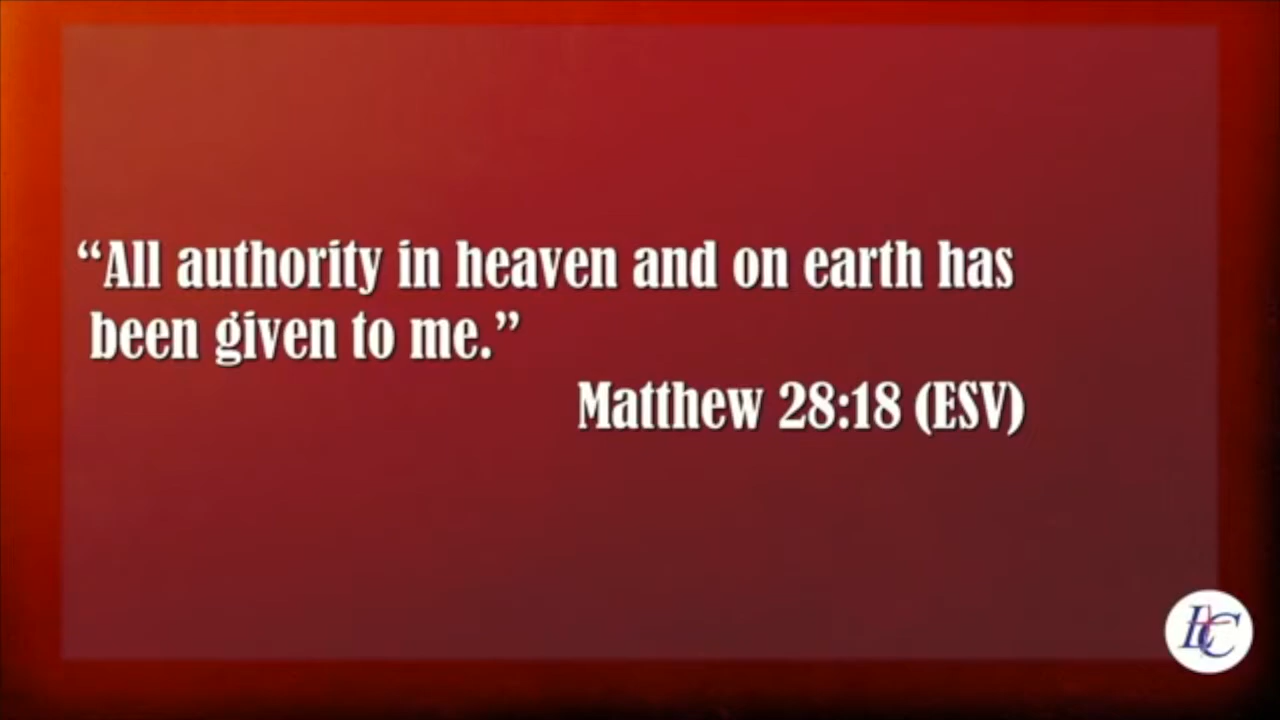 “All authority in heaven and on earth has
been given to me.”
Matthew 28:18 (ESV)